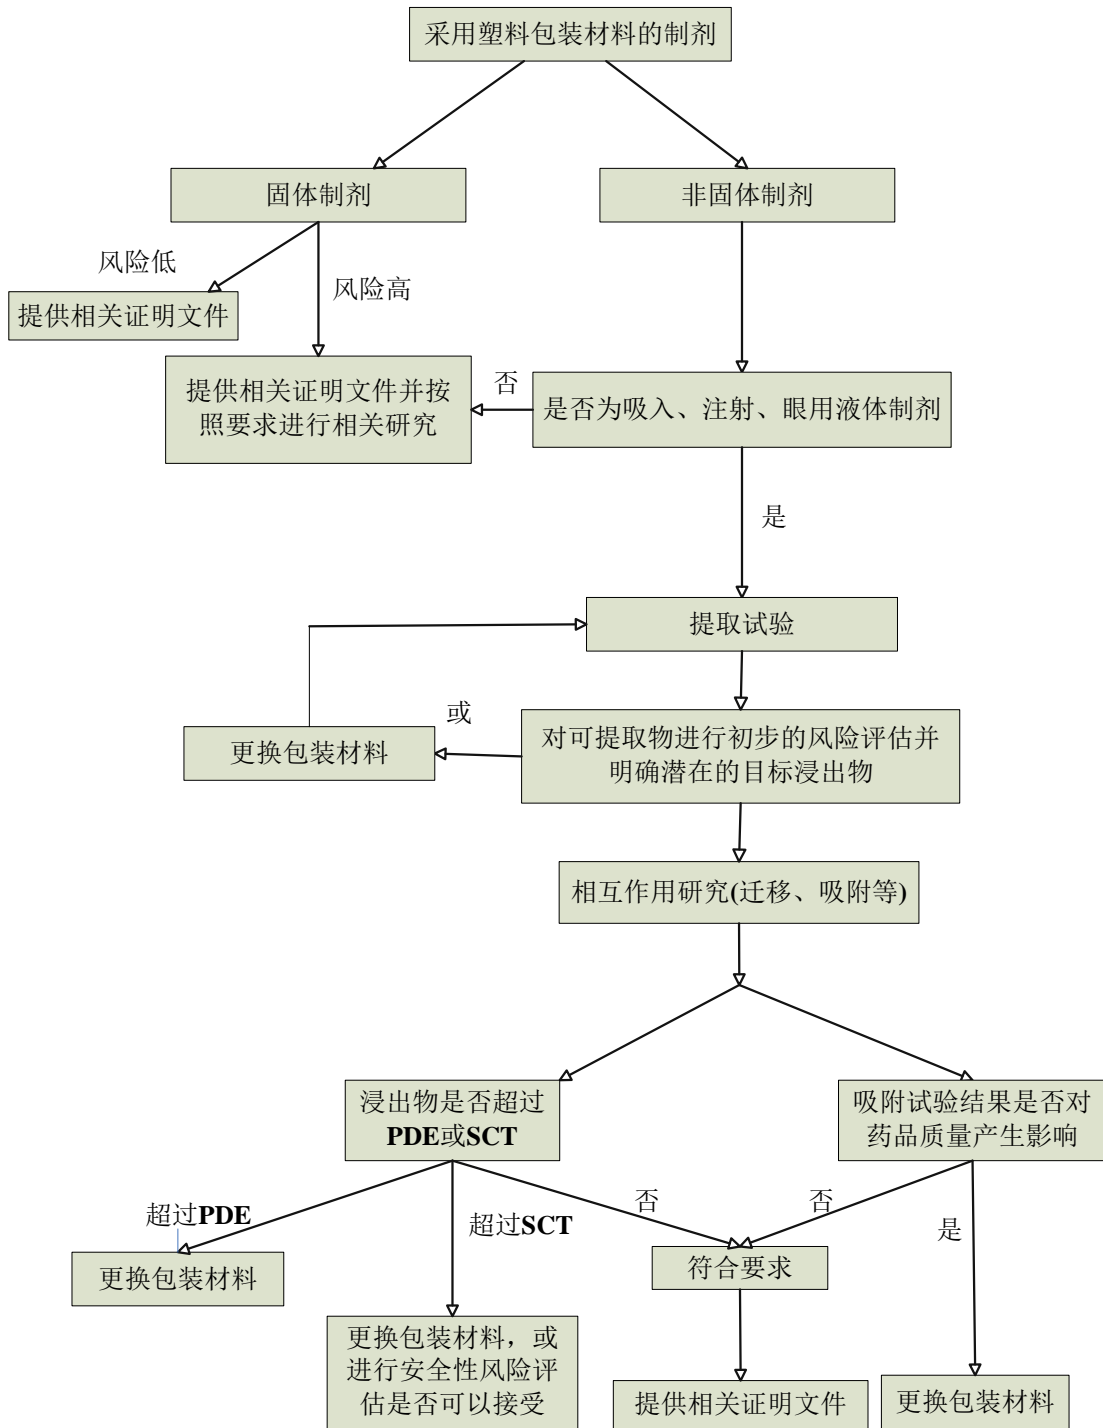 采用塑料包装材料的制剂
固体制剂
非固体制剂
风险低
风险高
提供相关证明文件
提供相关证明文件并按
照要求进行相关研究
否
是否为吸入、注射、眼用液体制剂
是
提取试验
或
更换包装材料
对可提取物进行初步的风险评估并
明确潜在的目标浸出物
相互作用研究(迁移、吸附等)
浸出物是否超过
PDE或SCT
吸附试验结果是否对
药品质量产生影响
超过PDE
超过SCT
否
否
是
更换包装材料
符合要求
更换包装材料，或
进行安全性风险评
估是否可以接受
提供相关证明文件
更换包装材料